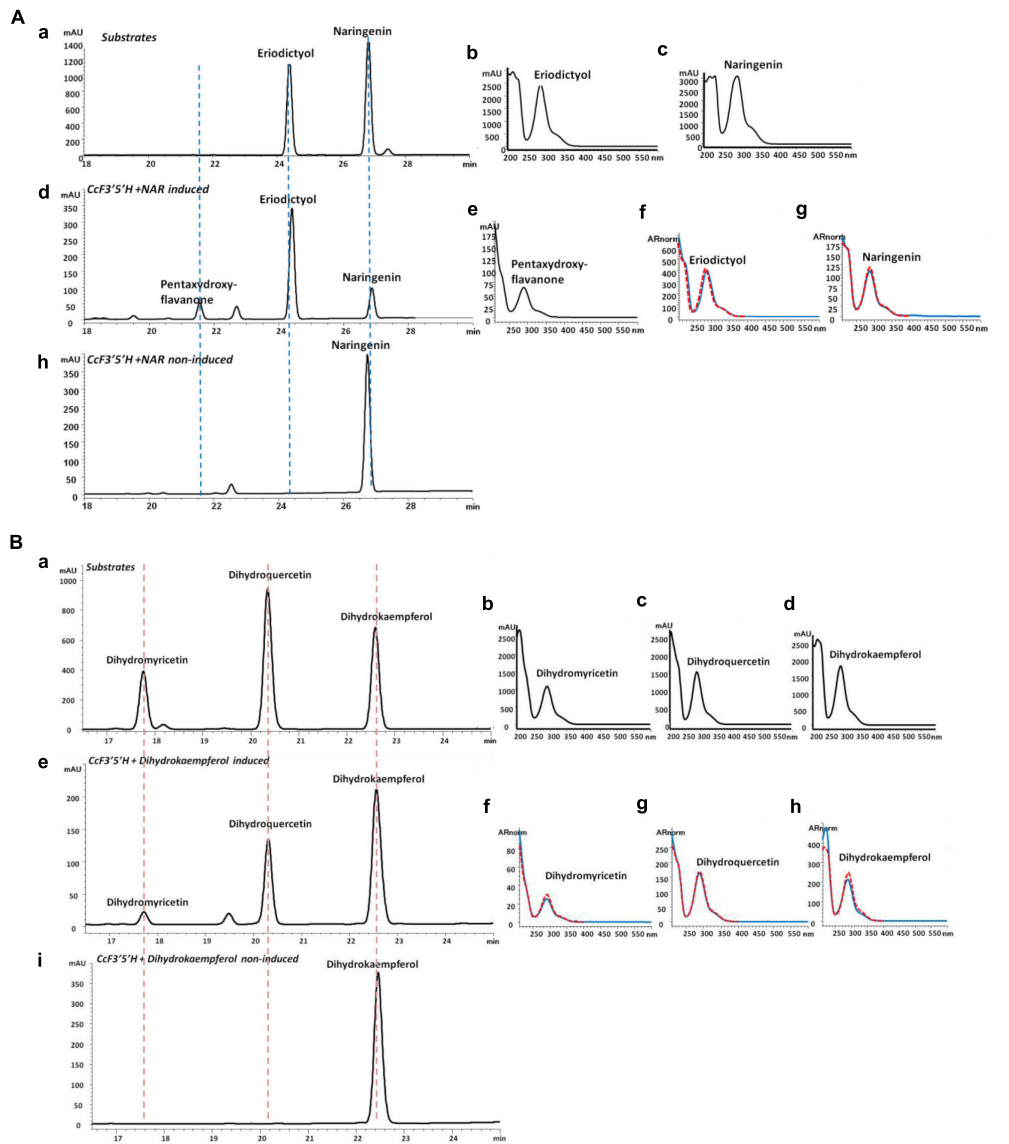 A
a
mAU
Substrates
Eriodictyol
Naringenin
1400
1200
1000
800
600
400
200
0
18 20 22 24 26 28 min
b
mAU
Eriodictyol
2500
2000
1500
1000
500
200 250 300 350 400 450 500 550 nm
c
mAU
Naringenin
3000
2500
2000
1500
1000
500
200 250 300 350 400 450 500 550 nm
d
mAU
CcF3'5'H +NAR induced
Eriodictyol
Pentaxydroxy-
flavanone
Naringenin
350
300
250
200
150
100
50
0
18 20 22 24 26 28 min
e
mAU
Pentaxydroxy-
flavanone
175
150
125
100
75
50
25
0
250 300 350 400 450 500 550 nm
f
ARnorm
Eriodictyol
600
500
400
300
200
100
0
250 300 350 400 450 500 550 nm
g
ARnorm
Naringenin
175
150
125
100
75
50
25
0
250 300 350 400 450 500 550 nm
h
mAU
CcF3'5'H +NAR non-induced
Naringenin
350
300
250
200
150
100
50
0
18 20 22 24 26 28 min
B
a
mAU
Substrates
Dihydroquercetin
Dihydrokaempferol
Dihydromyricetin
1000
800
600
400
200
0
17 18 19 20 21 22 23 24 min
b
mAU
Dihydromyricetin
2500
2000
1500
1000
500
0
200 250 300 350 400 450 500 550 nm
c
mAU
Dihydroquercetin
2500
2000
1500
1000
500
0
200 250 300 350 400 450 500 550 nm
d
mAU
Dihydrokaempferol
2500
2000
1500
1000
500
0
200 250 300 350 400 450 500 550 nm
e
mAU
CcF3'5'H + Dihydrokaempferol induced
Dihydrokaempferol
Dihydroquercetin
Dihydromyricetin
200
150
100
50
0
17 18 19 20 21 22 23 24 min
f
ARnorm
Dihydromyricetin
80
60
40
20
0
250 300 350 400 450 500 550 nm
g
ARnorm
Dihydroquercetin
250
200
150
100
50
0
250 300 350 400 450 500 550 nm
h
ARnorm
Dihydrokaempferol
400
300
200
100
0
250 300 350 400 450 500 550 nm
i
mAU
CcF3'5'H + Dihydrokaempferol non-induced
Dihydrokaempferol
350
300
250
200
150
100
50
0
17 18 19 20 21 22 23 24 min